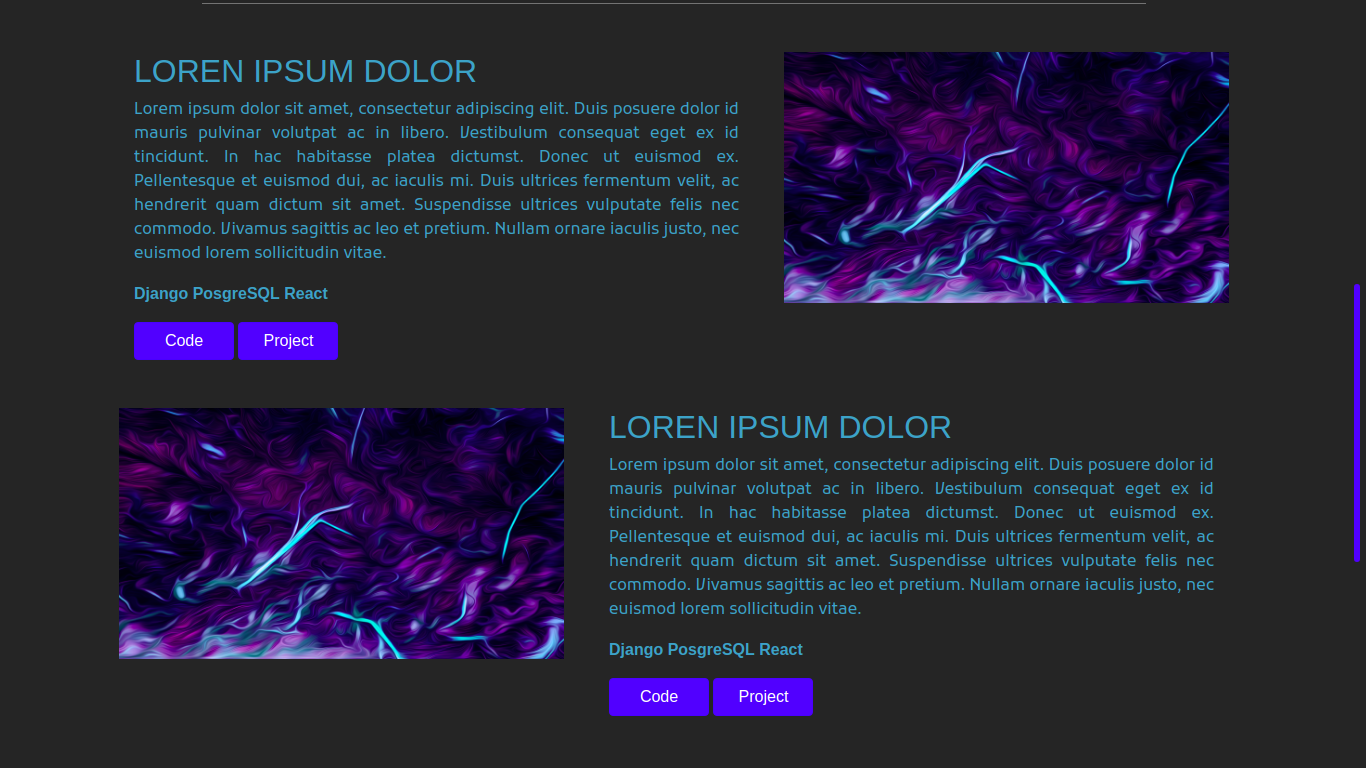 LOREN IPSUM DOLOR
Lorem ipsum dolor sit amet, consectetur adipiscing elit. Duis posuere dolor id
mauris pulvinar volutpat ac in libero. Vestibulum consequat eget ex id
tincidunt. In hac habitasse platea dictumst. Donec ut euismod ex.
Pellentesque et euismod dui, ac iaculis mi. Duis ultrices fermentum velit, ac
hendrerit quam dictum sit amet. Suspendisse ultrices vulputate felis nec
commodo. Vivamus sagittis ac leo et pretium. Nullam ornare iaculis justo, nec
euismod lorem sollicitudin vitae.
Django PosgreSQL React
Code Project
LOREN IPSUM DOLOR
Lorem ipsum dolor sit amet, consectetur adipiscing elit. Duis posuere dolor id
mauris pulvinar volutpat ac in libero. Vestibulum consequat eget ex id
tincidunt. In hac habitasse platea dictumst. Donec ut euismod ex.
Pellentesque et euismod dui, ac iaculis mi. Duis ultrices fermentum velit, ac
hendrerit quam dictum sit amet. Suspendisse ultrices vulputate felis nec
commodo. Vivamus sagittis ac leo et pretium. Nullam ornare iaculis justo, nec
euismod lorem sollicitudin vitae.
Django PosgreSQL React
Code Project